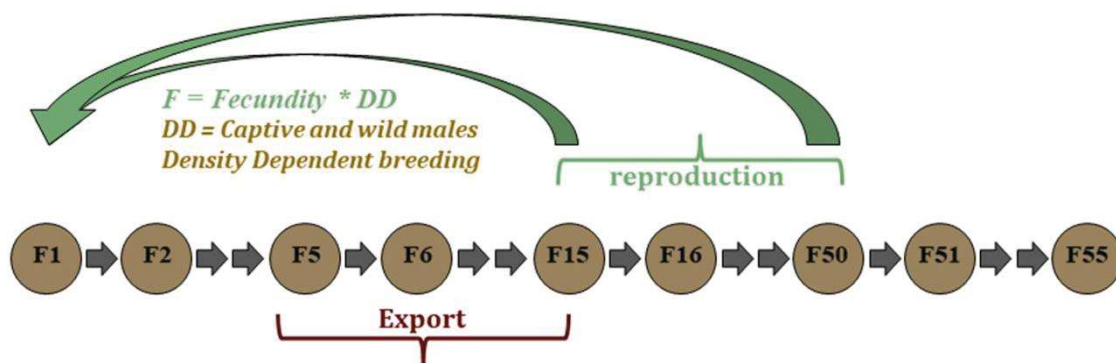 F = Fecundity * DD
DD = Captive and wild males
Density Dependent breeding
reproduction
F1 F2 F5 F6 F15 F16 F50 F51 F55
Export